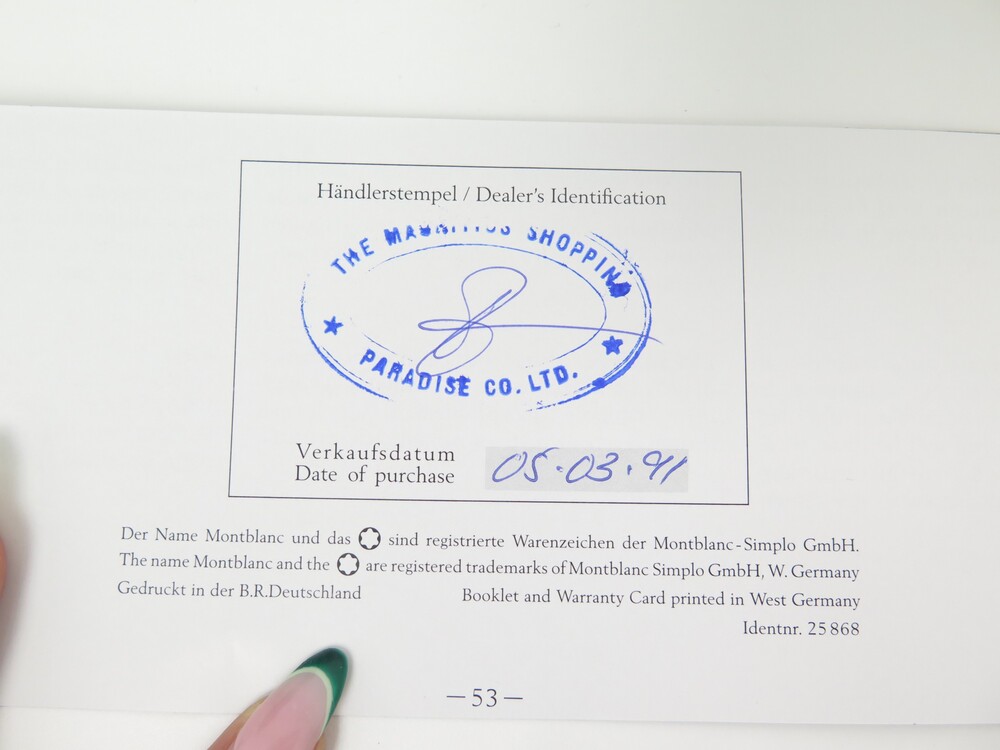 Händlerstempel / Dealer's Identification
THE MAURITIUS SHOPPING
PARADISE CO. LTD.
Verkaufsdatum
Date of purchase 05·03·91
Der Name Montblanc und das sind registrierte Warenzeichen der Montblanc-Simplo GmbH.
The name Montblanc and the are registered trademarks of Montblanc Simplo GmbH, W. Germany
Gedruckt in der B.R.Deutschland Booklet and Warranty Card printed in West Germany
Identnr. 25868
—53—